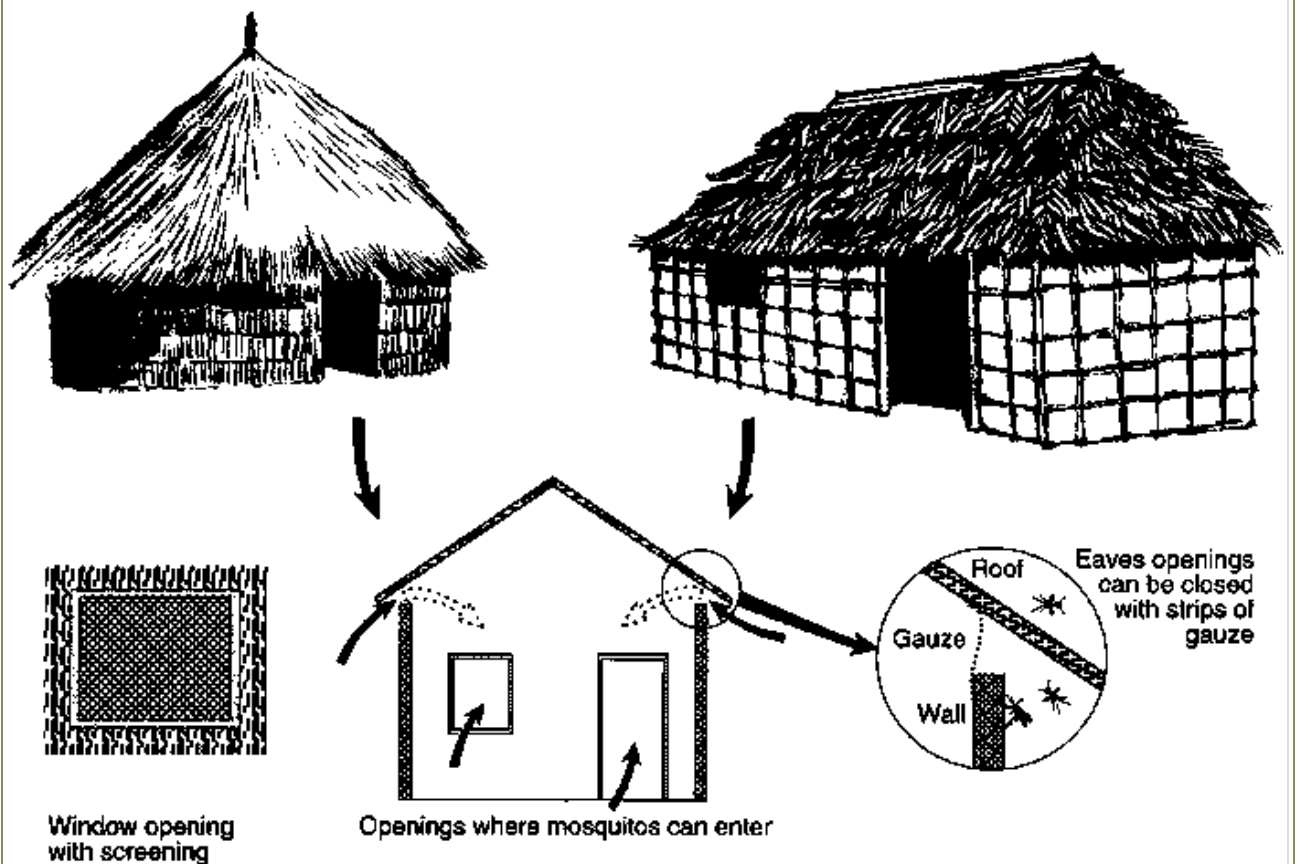 Roof
Eaves openings
can be closed
with strips of
gauze
Gauze
Wall
Window opening
with screening
Openings where mosquitos can enter